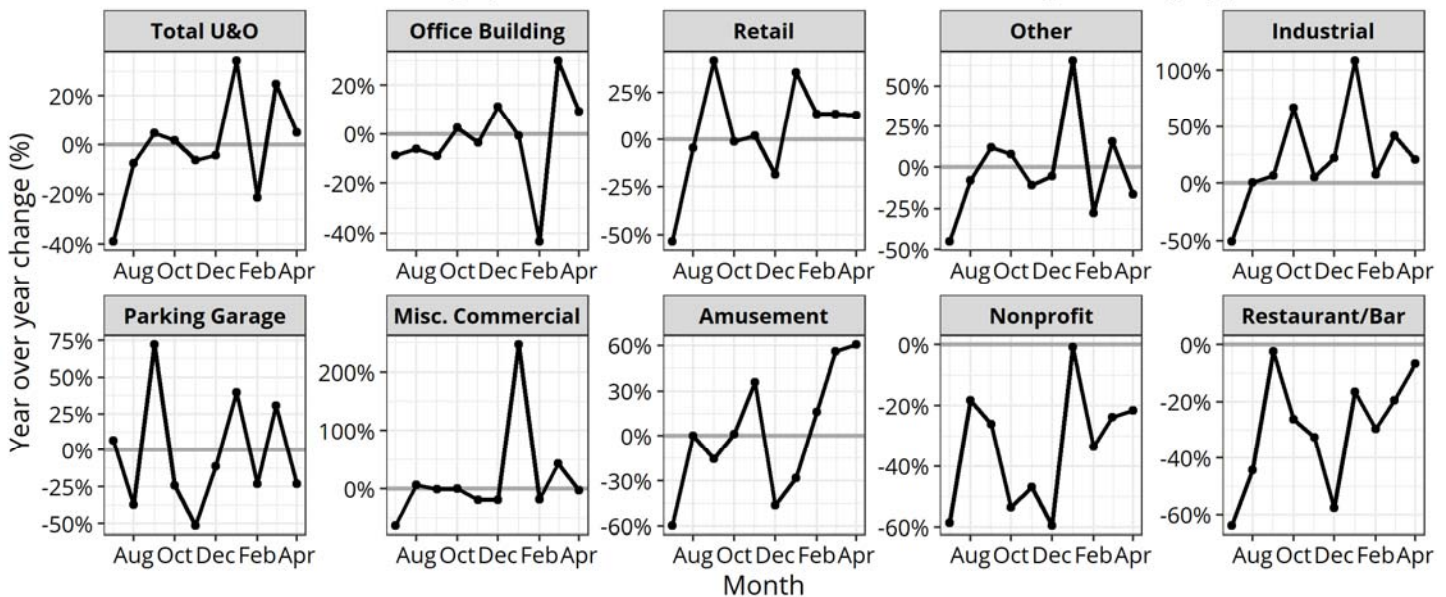 Total U&O
Office Building
Retail
Other
Industrial
20%
0%
-20%
-40%
20%
0%
-20%
-40%
25%
0%
-25%
-50%
50%
25%
0%
-25%
-50%
100%
50%
0%
-50%
Aug Oct Dec Feb Apr
Aug Oct Dec Feb Apr
Aug Oct Dec Feb Apr
Aug Oct Dec Feb Apr
Aug Oct Dec Feb Apr
Year over year change (%)
Parking Garage
Misc. Commercial
Amusement
Nonprofit
Restaurant/Bar
75%
50%
25%
0%
-25%
-50%
200%
100%
0%
60%
30%
0%
-30%
-60%
0%
-20%
-40%
-60%
0%
-20%
-40%
-60%
Aug Oct Dec Feb Apr
Aug Oct Dec Feb Apr
Aug Oct Dec Feb Apr
Aug Oct Dec Feb Apr
Aug Oct Dec Feb Apr
Month